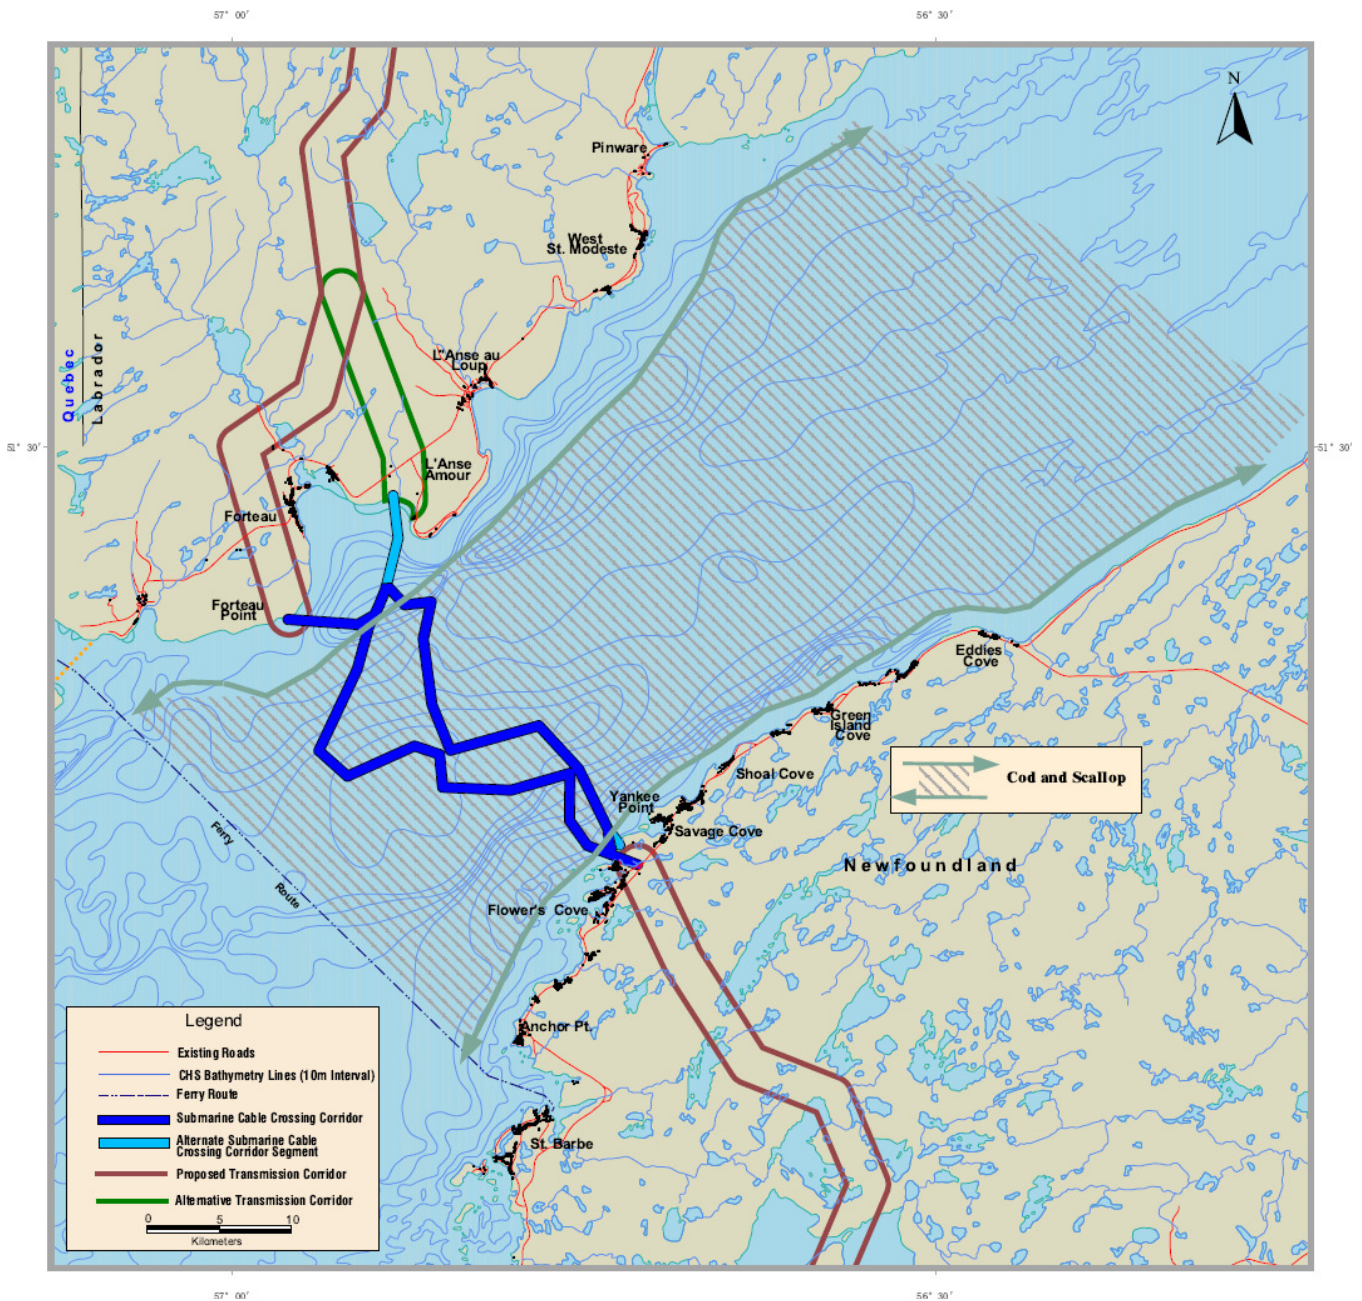 57° 00'
56° 30'
N
Pinware
West
St. Modeste
Quebec
Labrador
L'Anse au
Loup
51° 30'
51° 30'
L'Anse
Amour
Forteau
Forteau
Point
Eddies
Cove
Green
Island
Cove
Shoal Cove
Cod and Scallop
Yankee
Point
Savage Cove
Ferry
Route
Newfoundland
Flower's Cove
Anchor Pt.
St. Barbe
Legend
Existing Roads
CHS Bathymetry Lines (10m Interval)
Ferry Route
Submarine Cable Crossing Corridor
Alternate Submarine Cable
Crossing Corridor Segment
Proposed Transmission Corridor
Alternative Transmission Corridor
0 5 10
Kilometers
57° 00'
56° 30'